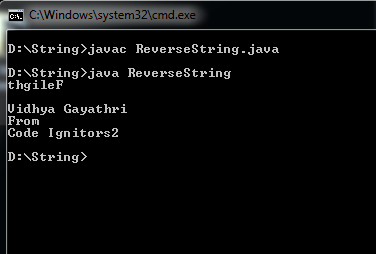 C:\Windows\system32\cmd.exe
D:\String>javac ReverseString.java
D:\String>java ReverseString
thgileF
Vidhya Gayathri
From
Code Ignitors2
D:\String>